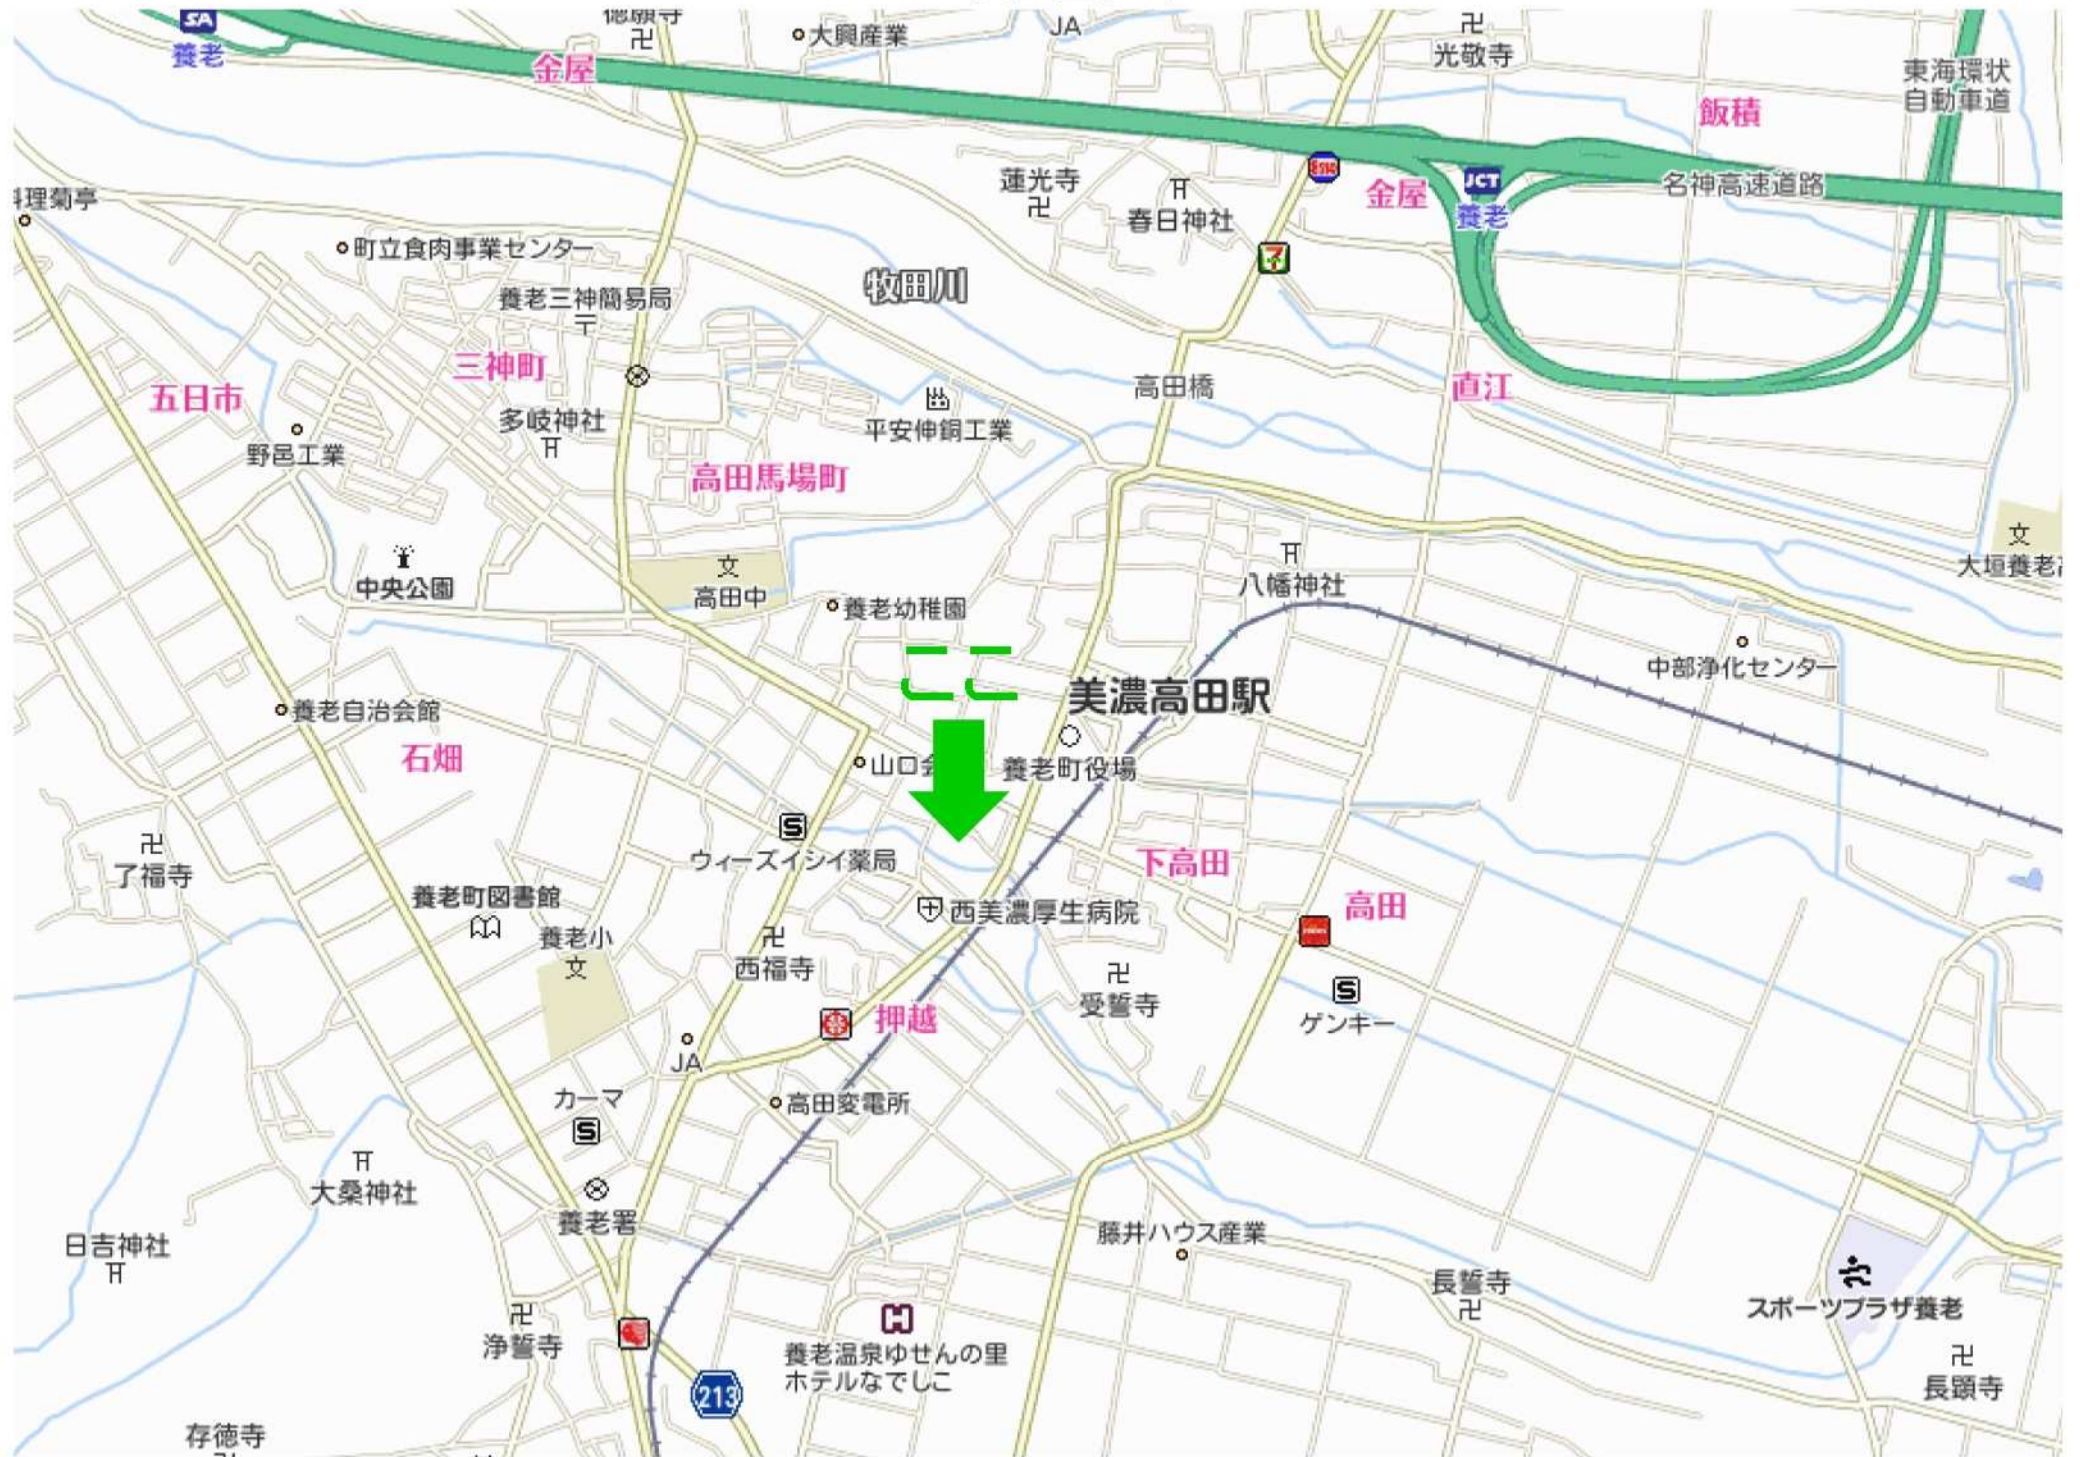 SA
養老
徳願寺
大興産業
JA
光敬寺
金屋
東海環状
自動車道
飯積
蓮光寺
春日神社
金屋
JCT
養老
名神高速道路
料理菊亭
町立食肉事業センター
養老三神簡易局
〒
牧田川
三神町
五日市
高田橋
直江
多岐神社
野邑工業
平安伸銅工業
高田馬場町
中央公園
文
高田中
養老幼稚園
八幡神社
文
大垣養老
ここ
中部浄化センター
美濃高田駅
養老自治会館
石畑
山口会
養老町役場
S
ウィーズイシイ薬局
下高田
了福寺
養老町図書館
西美濃厚生病院
高田
養老小
文
西福寺
受誓寺
S
ゲンキー
押越
JA
カーマ
S
高田変電所
大桑神社
養老署
日吉神社
藤井ハウス産業
長誓寺
スポーツプラザ養老
浄誓寺
H
養老温泉ゆせんの里
ホテルなでしこ
213
長顕寺
存徳寺